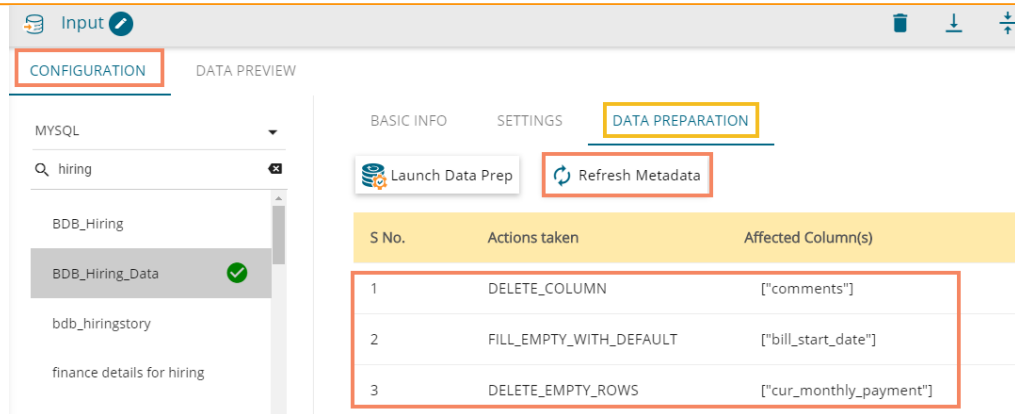 Input
CONFIGURATION DATA PREVIEW
MYSQL
hiring
BDB_Hiring
BDB_Hiring_Data
bdb_hiringstory
finance details for hiring
BASIC INFO SETTINGS DATA PREPARATION
Launch Data Prep Refresh Metadata
S No. Actions taken Affected Column(s)
1 DELETE_COLUMN ["comments"]
2 FILL_EMPTY_WITH_DEFAULT ["bill_start_date"]
3 DELETE_EMPTY_ROWS ["cur_monthly_payment"]